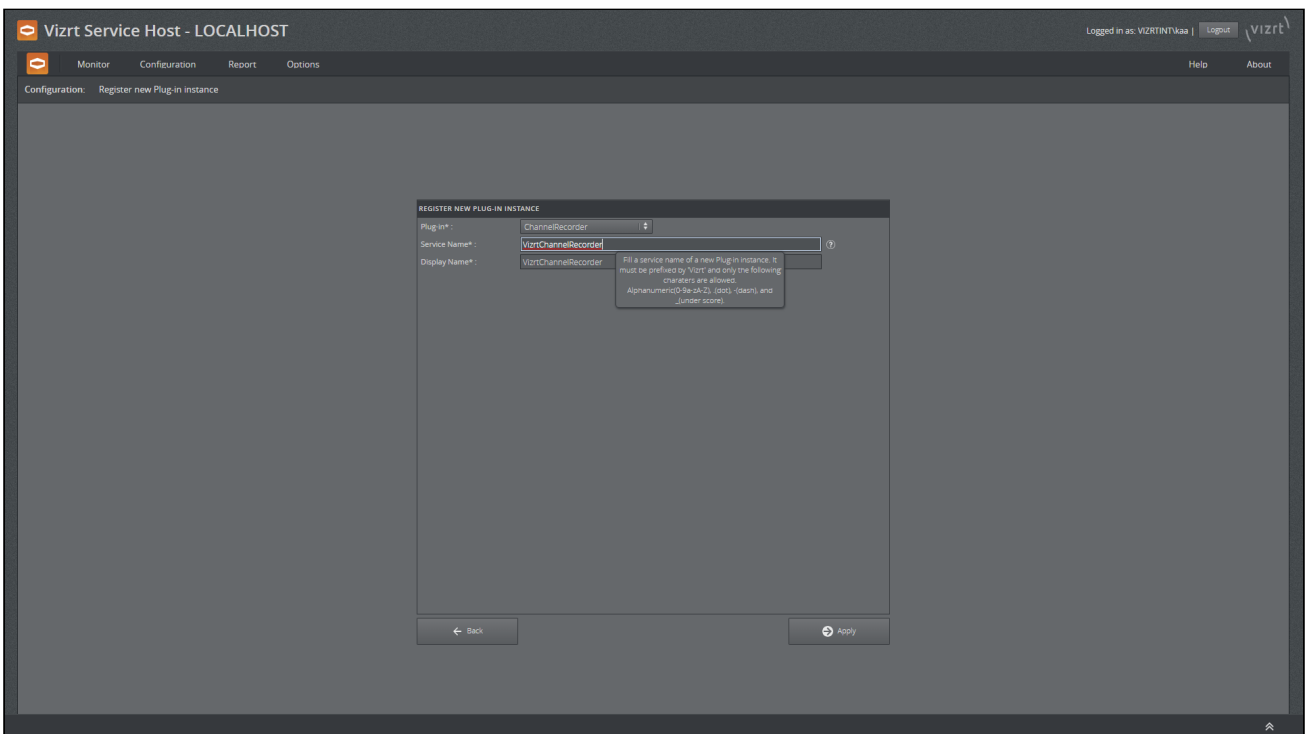 Vizrt Service Host - LOCALHOST
Logged in as: VIZRTINT\kaa | Logout vizrt
Monitor Configuration Report Options Help About
Configuration: Register new Plug-in instance
REGISTER NEW PLUG-IN INSTANCE
Plug-in* : ChannelRecorder
Service Name* : VizrtChannelRecorder
Display Name* : VizrtChannelRecorder
Fill a service name of a new Plug-in instance. It
must be prefixed by 'Vizrt' and only the following
charaters are allowed.
Alphanumeric(0-9a-zA-Z), .(dot), -(dash), and
_(under score).
Back Apply